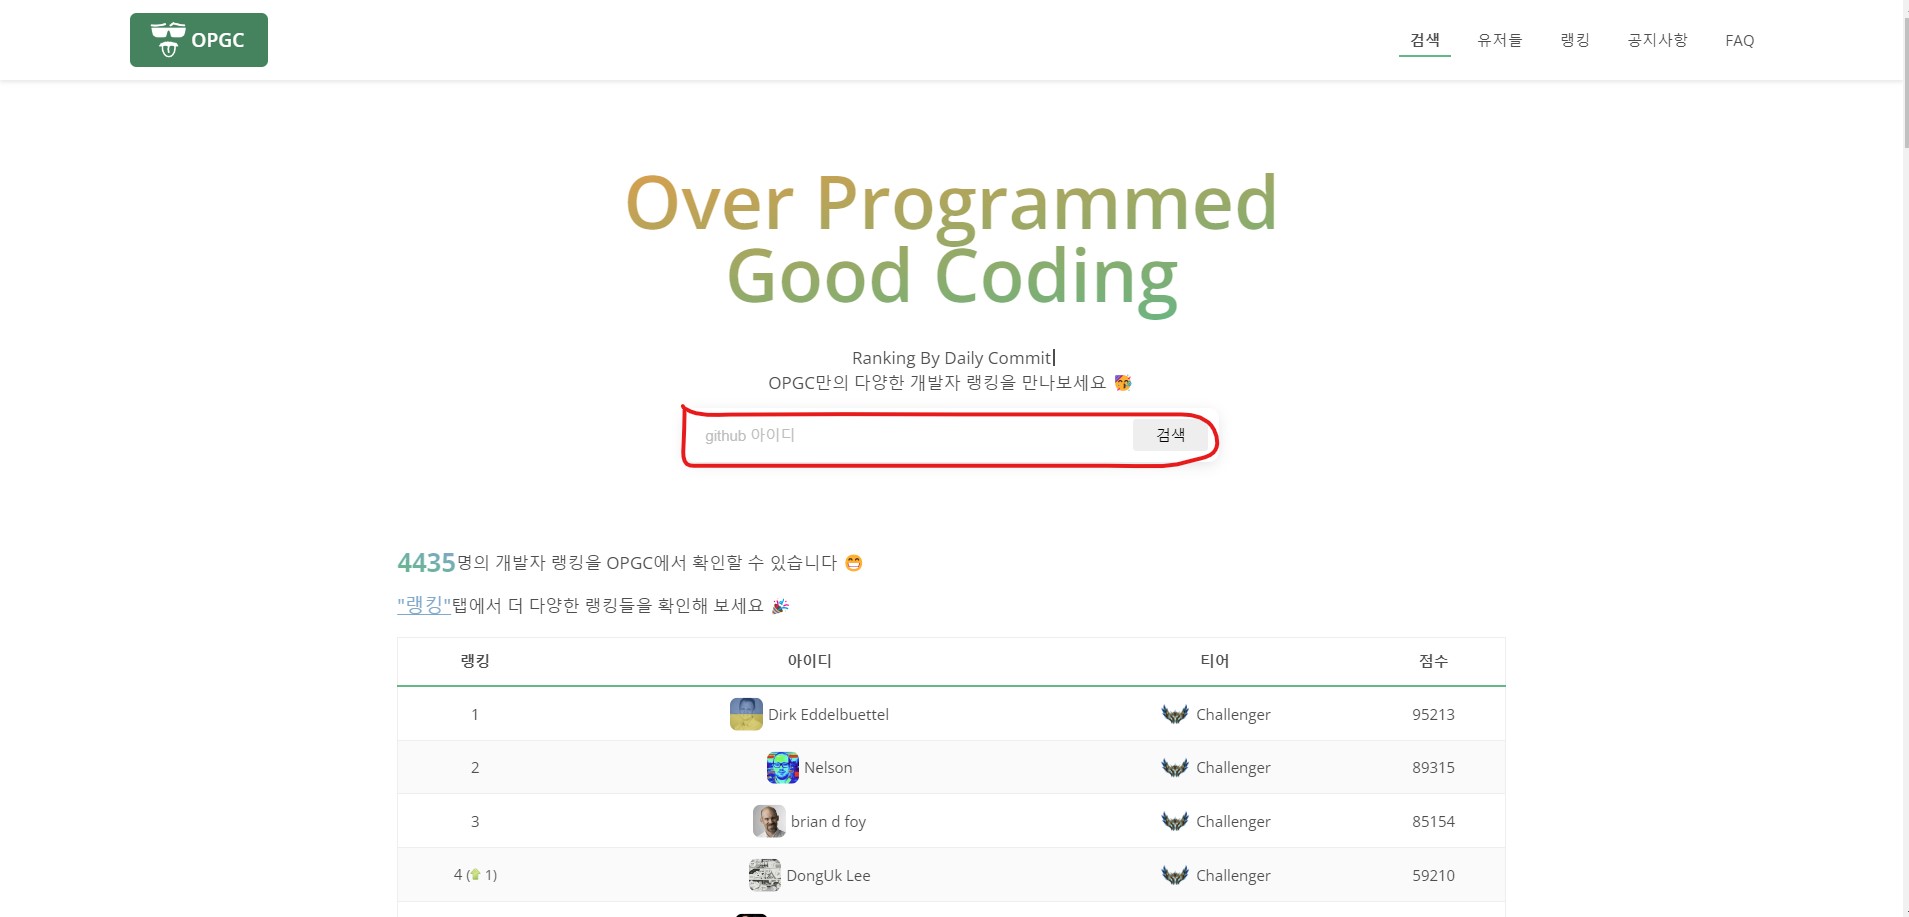 OPGC
검색 유저들 랭킹 공지사항 FAQ
Over Programmed
Good Coding
Ranking By Daily Commit
OPGC만의 다양한 개발자 랭킹을 만나보세요 🥳
github 아이디 검색
4435명의 개발자 랭킹을 OPGC에서 확인할 수 있습니다 😁
"랭킹"탭에서 더 다양한 랭킹들을 확인해 보세요 🎉
랭킹 아이디 티어 점수
1 Dirk Eddelbuettel Challenger 95213
2 Nelson Challenger 89315
3 brian d foy Challenger 85154
4 (⬆ 1) DongUk Lee Challenger 59210